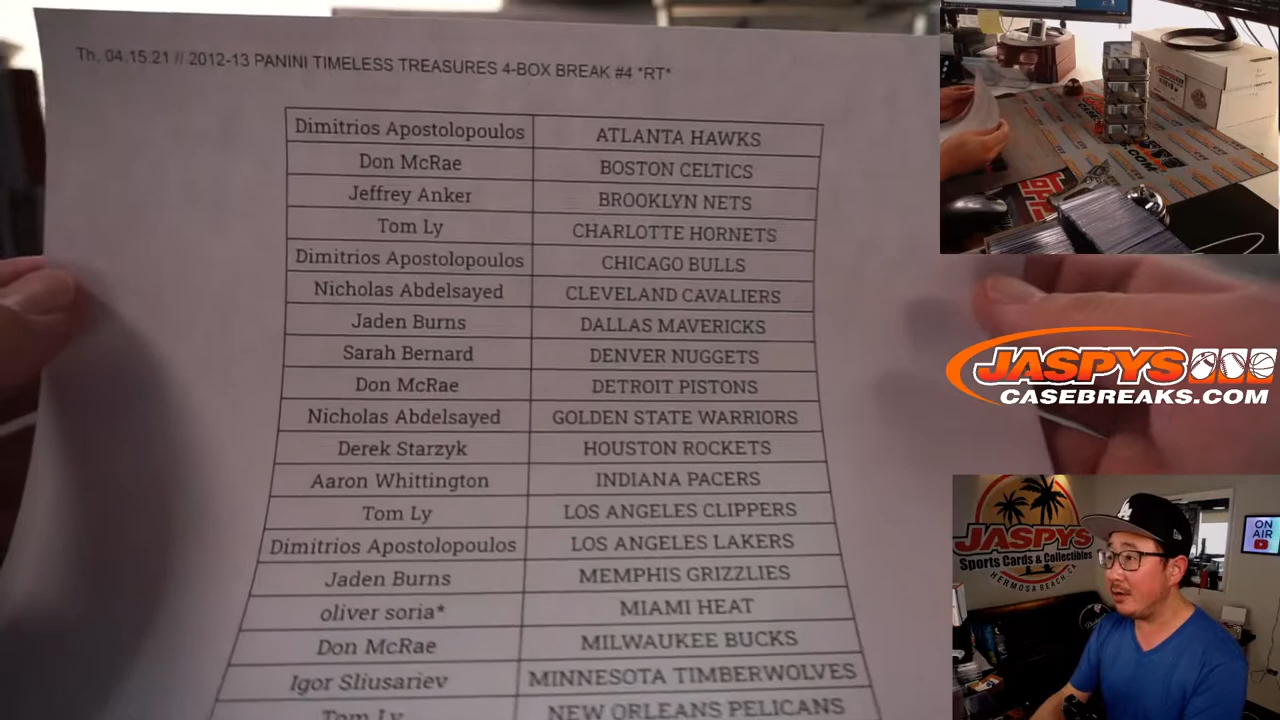 Th, 04.15.21 // 2012-13 PANINI TIMELESS TREASURES 4-BOX BREAK #4 *RT*
Dimitrios Apostolopoulos ATLANTA HAWKS
Don McRae BOSTON CELTICS
Jeffrey Anker BROOKLYN NETS
Tom Ly CHARLOTTE HORNETS
Dimitrios Apostolopoulos CHICAGO BULLS
Nicholas Abdelsayed CLEVELAND CAVALIERS
Jaden Burns DALLAS MAVERICKS
Sarah Bernard DENVER NUGGETS
Don McRae DETROIT PISTONS
Nicholas Abdelsayed GOLDEN STATE WARRIORS
Derek Starzyk HOUSTON ROCKETS
Aaron Whittington INDIANA PACERS
Tom Ly LOS ANGELES CLIPPERS
Dimitrios Apostolopoulos LOS ANGELES LAKERS
Jaden Burns MEMPHIS GRIZZLIES
oliver soria* MIAMI HEAT
Don McRae MILWAUKEE BUCKS
Igor Sliusariev MINNESOTA TIMBERWOLVES
Tom Ly NEW ORLEANS PELICANS
JASPYS
CASEBREAKS.COM
JASPYS
Sports Cards & Collectibles
HERMOSA BEACH, CA
LA
ON
AIR